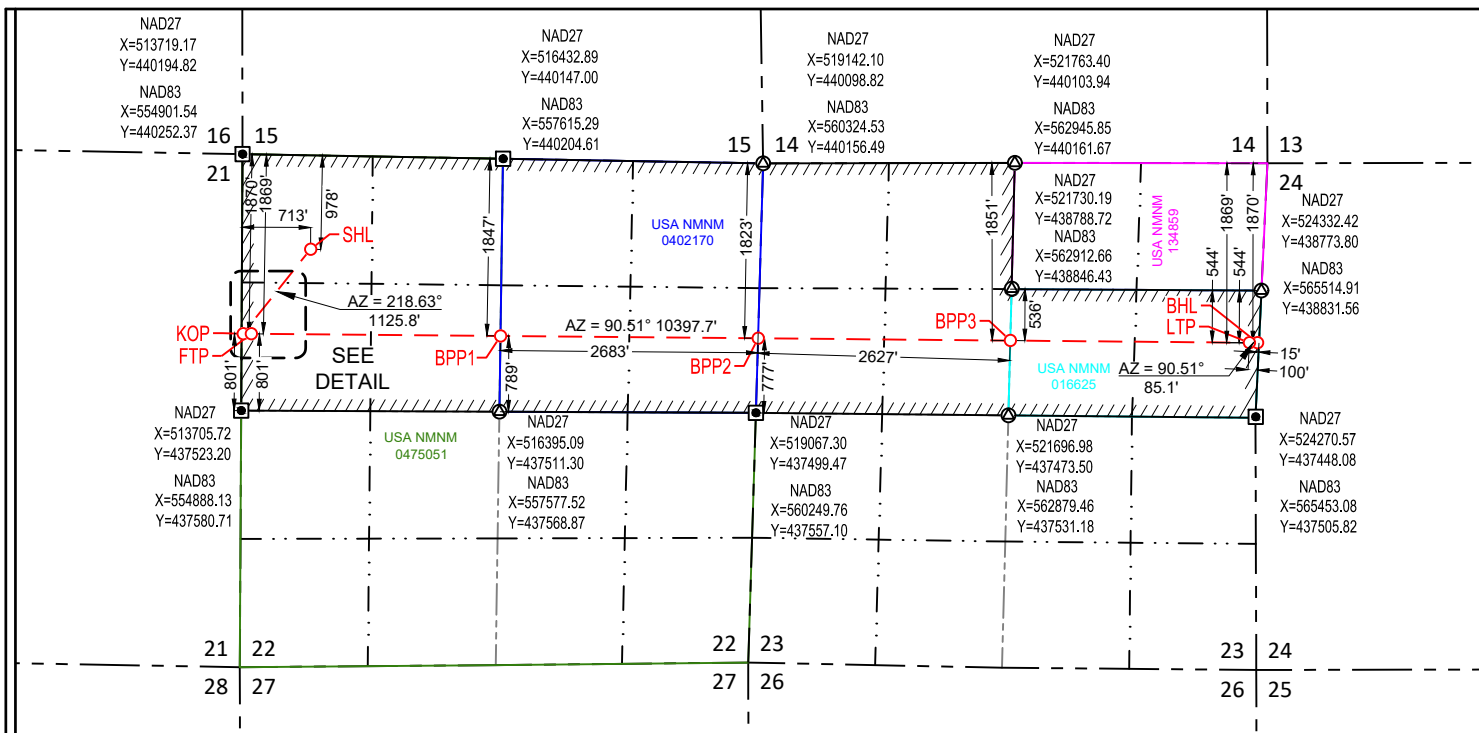 NAD27
X=513719.17
Y=440194.82
NAD83
X=554901.54
Y=440252.37
NAD27
X=516432.89
Y=440147.00
NAD83
X=557615.29
Y=440204.61
NAD27
X=519142.10
Y=440098.82
NAD83
X=560324.53
Y=440156.49
NAD27
X=521763.40
Y=440103.94
NAD83
X=562945.85
Y=440161.67
16 15
21
15 14
14 13
24
1870'
1869'
713'
978'
SHL
1847'
USA NMNM
0402170
1823'
1851'
NAD27
X=521730.19
Y=438788.72
NAD83
X=562912.66
Y=438846.43
USA NMNM
134859
1869'
1870'
544'
544'
NAD27
X=524332.42
Y=438773.80
NAD83
X=565514.91
Y=438831.56
AZ = 218.63°
1125.8'
KOP
FTP
SEE
DETAIL
801'
801'
AZ = 90.51° 10397.7'
BPP1
2683'
789'
BPP2
777'
2627'
BPP3
536'
BHL
LTP
USA NMNM
016625
AZ = 90.51°
85.1'
15'
100'
NAD27
X=513705.72
Y=437523.20
NAD83
X=554888.13
Y=437580.71
USA NMNM
0475051
NAD27
X=516395.09
Y=437511.30
NAD83
X=557577.52
Y=437568.87
NAD27
X=519067.30
Y=437499.47
NAD83
X=560249.76
Y=437557.10
NAD27
X=521696.98
Y=437473.50
NAD83
X=562879.46
Y=437531.18
NAD27
X=524270.57
Y=437448.08
NAD83
X=565453.08
Y=437505.82
21 22
28 27
22 23
27 26
23 24
26 25